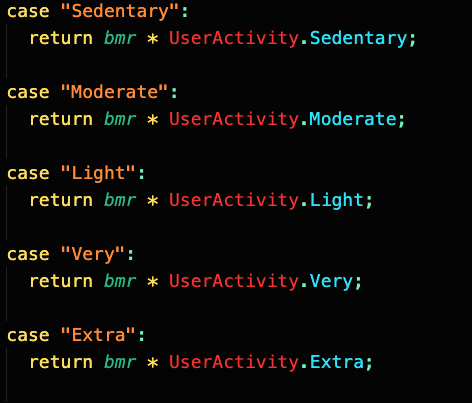 case "Sedentary":
return bmr * UserActivity.Sedentary;
case "Moderate":
return bmr * UserActivity.Moderate;
case "Light":
return bmr * UserActivity.Light;
case "Very":
return bmr * UserActivity.Very;
case "Extra":
return bmr * UserActivity.Extra;